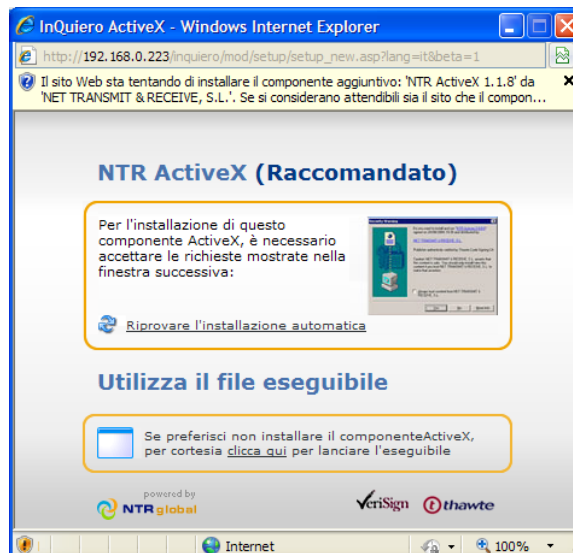 InQuiero ActiveX - Windows Internet Explorer
http://192.168.0.223/inquiero/mod/setup/setup_new.asp?lang=it&beta=1
Il sito Web sta tentando di installare il componente aggiuntivo: 'NTR ActiveX 1.1.8' da
'NET TRANSMIT & RECEIVE, S.L.'. Se si considerano attendibili sia il sito che il compon...
NTR ActiveX (Raccomandato)
Per l'installazione di questo
componente ActiveX, è necessario
accettare le richieste mostrate nella
finestra successiva:
Riprovare l'installazione automatica
Utilizza il file eseguibile
Se preferisci non installare il componenteActiveX,
per cortesia clicca qui per lanciare l'eseguibile
powered by
NTRglobal
VeriSign
thawte
Internet
100%